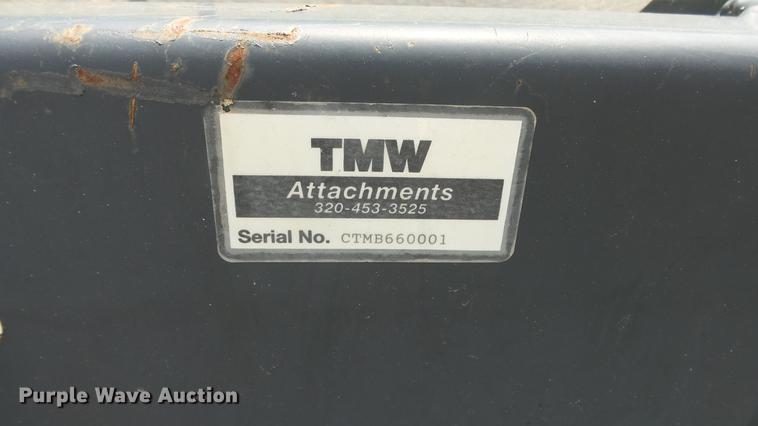 TMW
Attachments
320-453-3525
Serial No. CTMB660001
Purple Wave Auction